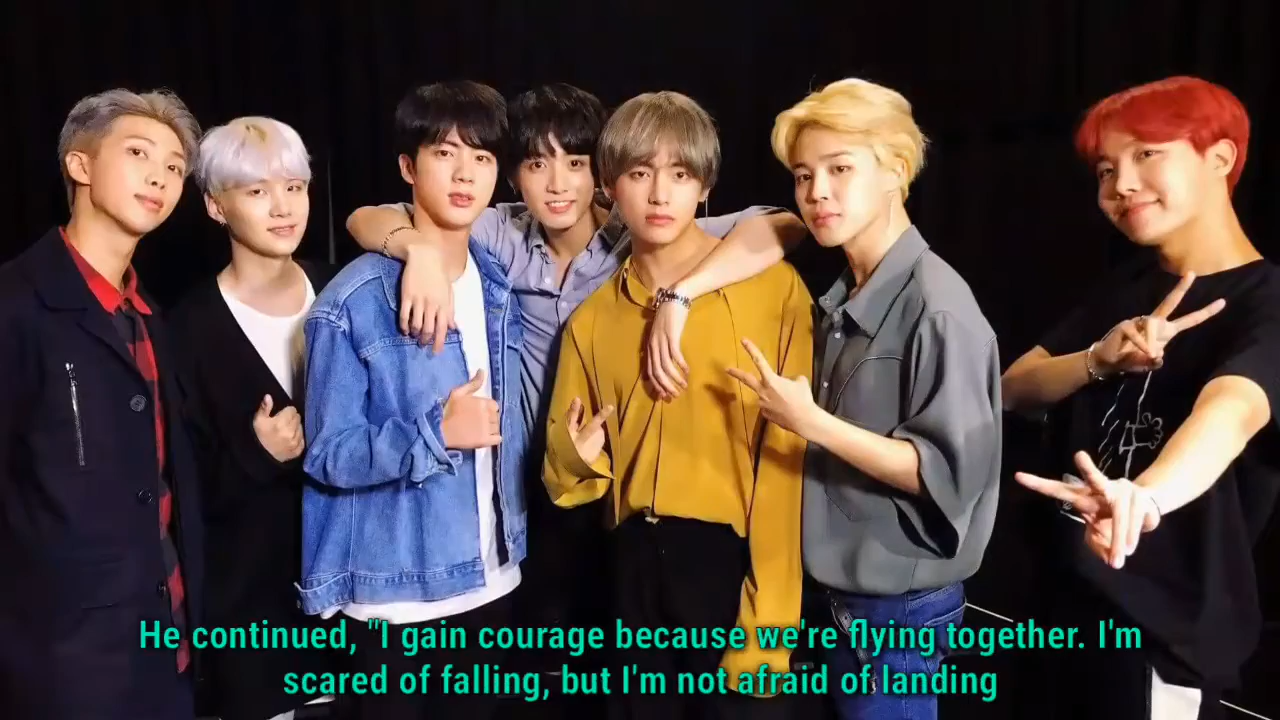 He continued, "I gain courage because we're flying together. I'm
scared of falling, but I'm not afraid of landing